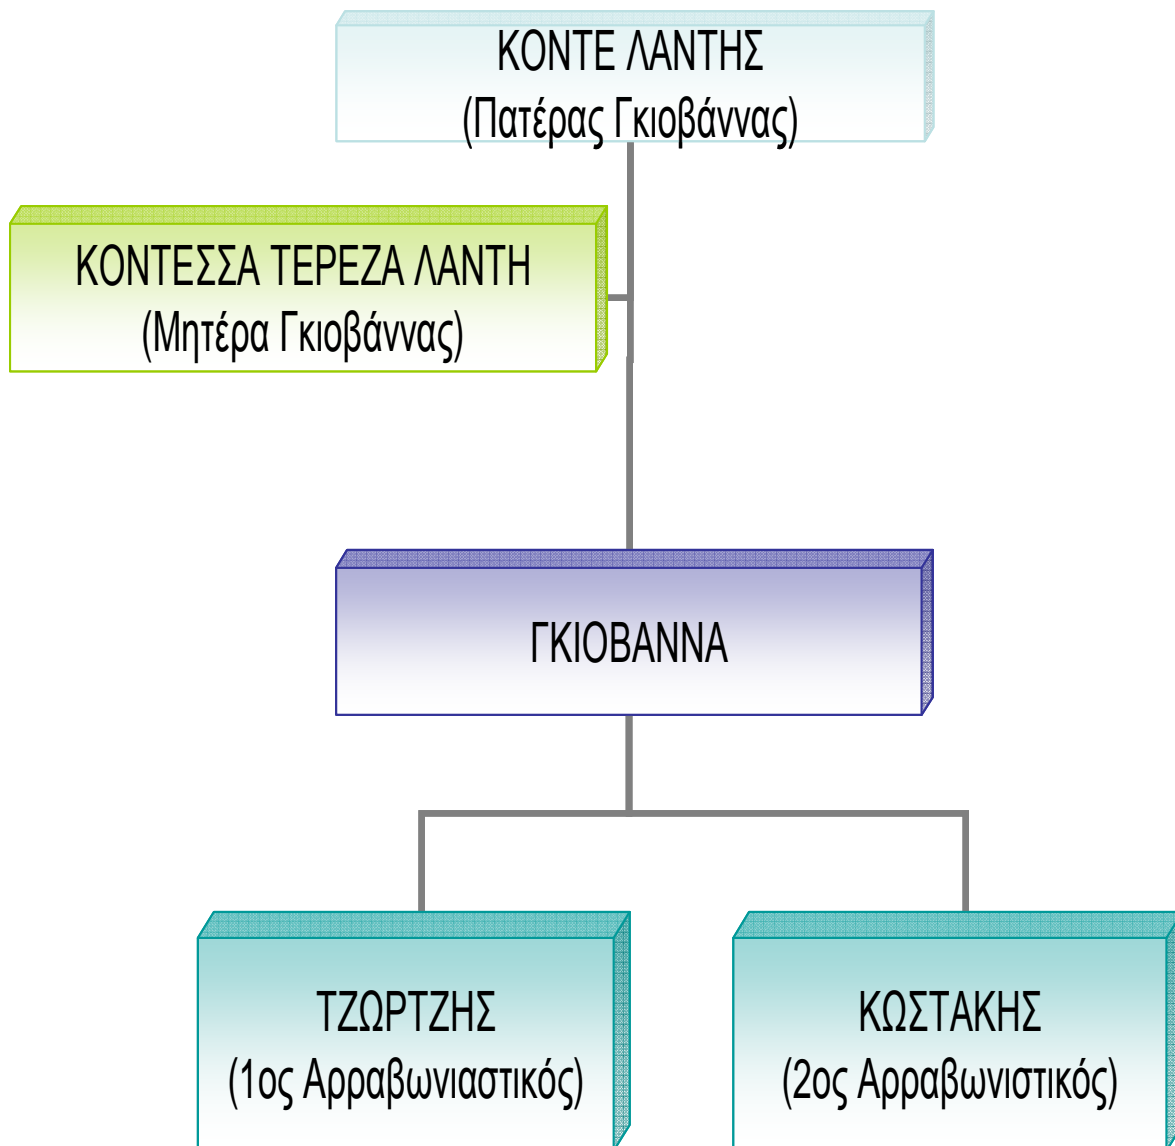 ΚΟΝΤΕ ΛΑΝΤΗΣ
(Πατέρας Γκιοβάννας)
ΚΟΝΤΕΣΣΑ ΤΕΡΕΖΑ ΛΑΝΤΗ
(Μητέρα Γκιοβάννας)
ΓΚΙΟΒΑΝΝΑ
ΤΖΩΡΤΖΗΣ
(1ος Αρραβωνιαστικός)
ΚΩΣΤΑΚΗΣ
(2ος Αρραβωνιστικός)